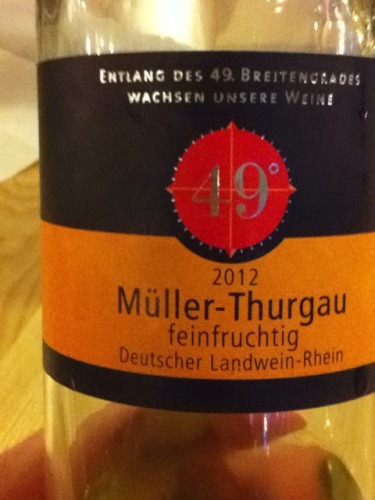 ENTLANG DES 49. BREITENGRADES
WACHSEN UNSERE WEINE
49°
2012
Müller-Thurgau
feinfruchtig
Deutscher Landwein-Rhein